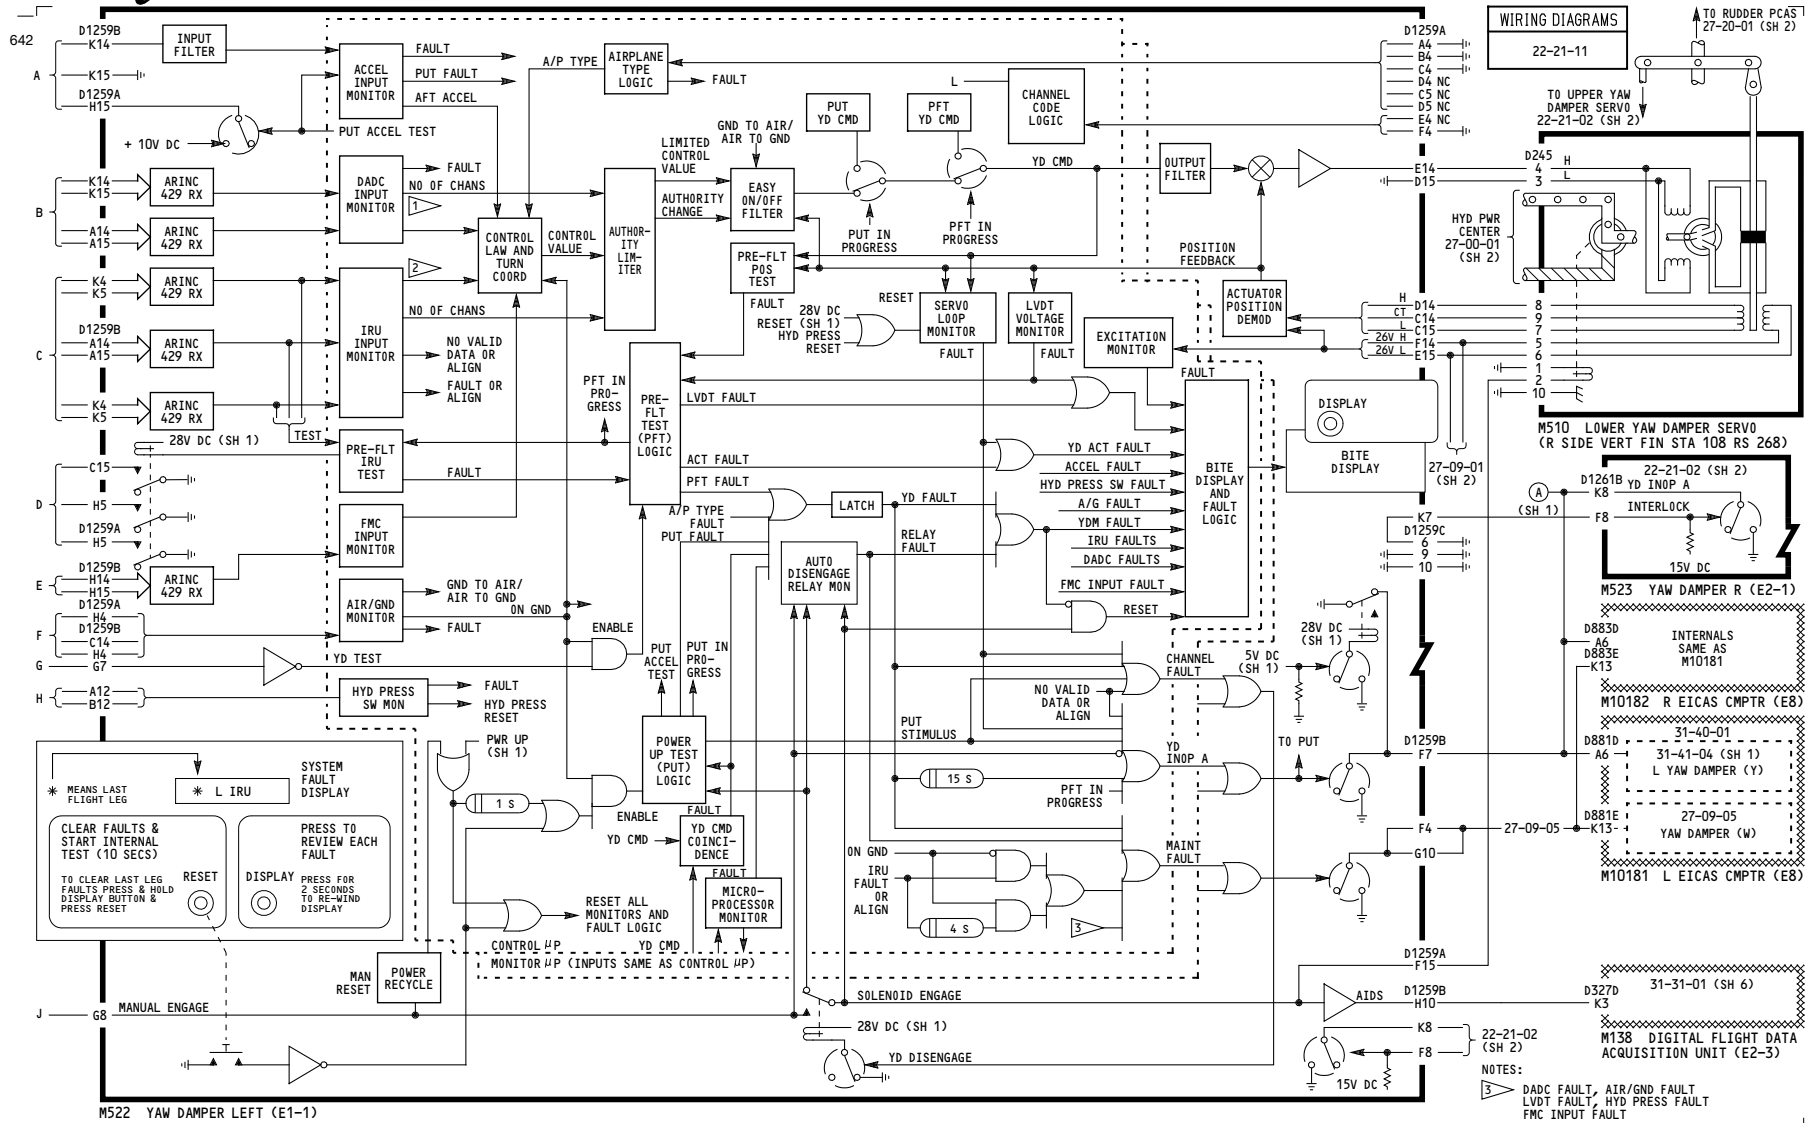 642
WIRING DIAGRAMS
22-21-11
TO RUDDER PCAS
27-20-01 (SH 2)
TO UPPER YAW
DAMPER SERVO
22-21-02 (SH 2)
A
D1259B
K14
K15
D1259A
H15
INPUT
FILTER
+ 10V DC
ACCEL
INPUT
MONITOR
FAULT
PUT FAULT
AFT ACCEL
PUT ACCEL TEST
A/P TYPE
AIRPLANE
TYPE
LOGIC
FAULT
L
CHANNEL
CODE
LOGIC
D1259A
A4
B4
C4
D4 NC
C5 NC
D5 NC
E4 NC
F4
B
K14
K15
ARINC
429 RX
A14
A15
ARINC
429 RX
DADC
INPUT
MONITOR
FAULT
NO OF CHANS
1
2
CONTROL
LAW AND
TURN
COORD
CONTROL
VALUE
AUTHOR-
ITY
LIM-
ITER
LIMITED
CONTROL
VALUE
AUTHORITY
CHANGE
GND TO AIR/
AIR TO GND
EASY
ON/OFF
FILTER
PUT
YD CMD
PFT
YD CMD
PUT IN
PROGRESS
PFT IN
PROGRESS
YD CMD
OUTPUT
FILTER
POSITION
FEEDBACK
E14
D15
D245
4
3
H
L
HYD PWR
CENTER
27-00-01
(SH 2)
C
K4
K5
ARINC
429 RX
D1259B
A14
A15
ARINC
429 RX
K4
K5
ARINC
429 RX
IRU
INPUT
MONITOR
NO OF CHANS
NO VALID
DATA OR
ALIGN
FAULT OR
ALIGN
PRE-FLT
POS
TEST
FAULT
28V DC
RESET (SH 1)
HYD PRESS
RESET
RESET
SERVO
LOOP
MONITOR
FAULT
LVDT
VOLTAGE
MONITOR
FAULT
EXCITATION
MONITOR
FAULT
ACTUATOR
POSITION
DEMOD
H
CT
L
26V H
26V L
D14
C14
C15
F14
E15
8
9
7
5
6
1
2
10
M510 LOWER YAW DAMPER SERVO
(R SIDE VERT FIN STA 108 RS 268)
27-09-01
(SH 2)
28V DC (SH 1)
TEST
PRE-FLT
IRU
TEST
FAULT
PFT IN
PRO-
GRESS
PRE-
FLT
TEST
(PFT)
LOGIC
LVDT FAULT
ACT FAULT
PFT FAULT
A/P TYPE
FAULT
PUT FAULT
LATCH
YD FAULT
RELAY
FAULT
AUTO
DISENGAGE
RELAY MON
YD ACT FAULT
ACCEL FAULT
HYD PRESS SW FAULT
A/G FAULT
YDM FAULT
IRU FAULTS
DADC FAULTS
FMC INPUT FAULT
RESET
BITE
DISPLAY
AND
FAULT
LOGIC
DISPLAY
BITE
DISPLAY
D
C15
H5
D1259A
H5
FMC
INPUT
MONITOR
E
D1259B
H14
H15
ARINC
429 RX
F
D1259A
H4
D1259B
C14
H4
AIR/GND
MONITOR
GND TO AIR/
AIR TO GND
ON GND
FAULT
ENABLE
G
G7
YD TEST
H
A12
B12
HYD PRESS
SW MON
FAULT
HYD PRESS
RESET
A
(SH 1)
D1261B
K8
22-21-02 (SH 2)
YD INOP A
INTERLOCK
F8
15V DC
M523 YAW DAMPER R (E2-1)
K7
D1259C
6
9
10
28V DC
(SH 1)
5V DC
(SH 1)
D883D
A6
D883E
K13
INTERNALS
SAME AS
M10181
M10182 R EICAS CMPTR (E8)
PUT
ACCEL
TEST
PUT IN
PRO-
GRESS
POWER
UP TEST
(PUT)
LOGIC
PUT
STIMULUS
FAULT
ENABLE
PWR UP
(SH 1)
1 S
YD CMD
YD CMD
COINCI-
DENCE
FAULT
MICRO-
PROCESSOR
MONITOR
RESET ALL
MONITORS AND
FAULT LOGIC
NO VALID
DATA OR
ALIGN
CHANNEL
FAULT
15 S
PFT IN
PROGRESS
YD
INOP A
TO PUT
ON GND
IRU
FAULT
OR
ALIGN
4 S
3
MAINT
FAULT
D1259B
F7
D881D
A6
31-40-01
31-41-04 (SH 1)
L YAW DAMPER (Y)
F4
G10
27-09-05
D881E
K13
27-09-05
YAW DAMPER (W)
M10181 L EICAS CMPTR (E8)
* MEANS LAST
FLIGHT LEG
* L IRU
SYSTEM
FAULT
DISPLAY
CLEAR FAULTS &
START INTERNAL
TEST (10 SECS)
TO CLEAR LAST LEG
FAULTS PRESS & HOLD
DISPLAY BUTTON &
PRESS RESET
RESET
PRESS TO
REVIEW EACH
FAULT
DISPLAY
PRESS FOR
2 SECONDS
TO RE-WIND
DISPLAY
CONTROL µP
YD CMD
MONITOR µP (INPUTS SAME AS CONTROL µP)
MAN
RESET
POWER
RECYCLE
J
G8
MANUAL ENGAGE
SOLENOID ENGAGE
28V DC (SH 1)
YD DISENGAGE
D1259A
F15
AIDS
D1259B
H10
D327D
K3
31-31-01 (SH 6)
M138 DIGITAL FLIGHT DATA
ACQUISITION UNIT (E2-3)
K8
F8
22-21-02
(SH 2)
15V DC
NOTES:
3
DADC FAULT, AIR/GND FAULT
LVDT FAULT, HYD PRESS FAULT
FMC INPUT FAULT
M522 YAW DAMPER LEFT (E1-1)